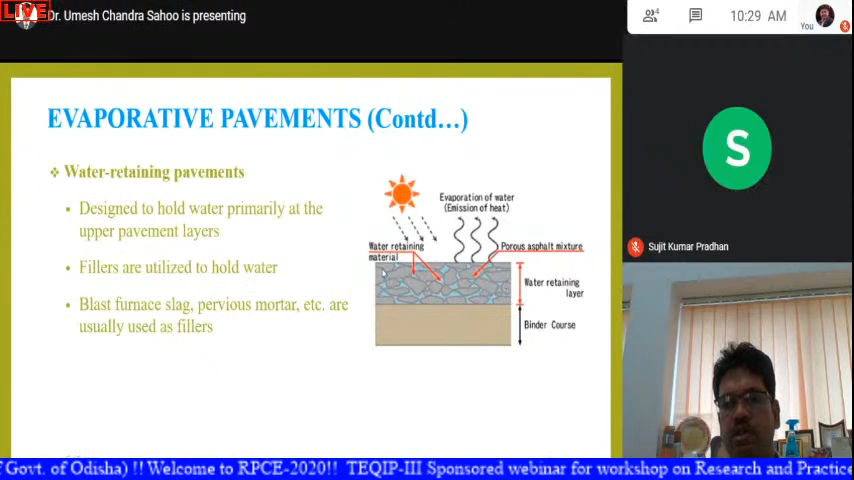 LIVE
Dr. Umesh Chandra Sahoo is presenting
4
10:29 AM
You
EVAPORATIVE PAVEMENTS (Contd…)
❖ Water-retaining pavements
▪ Designed to hold water primarily at the
upper pavement layers
▪ Fillers are utilized to hold water
▪ Blast furnace slag, pervious mortar, etc. are
usually used as fillers
Evaporation of water
(Emission of heat)
Water retaining
material
Porous asphalt mixture
Water retaining
layer
Binder Course
S
Sujit Kumar Pradhan
f Govt. of Odisha) !! Welcome to RPCE-2020!! TEQIP-III Sponsored webinar for workshop on Research and Practice